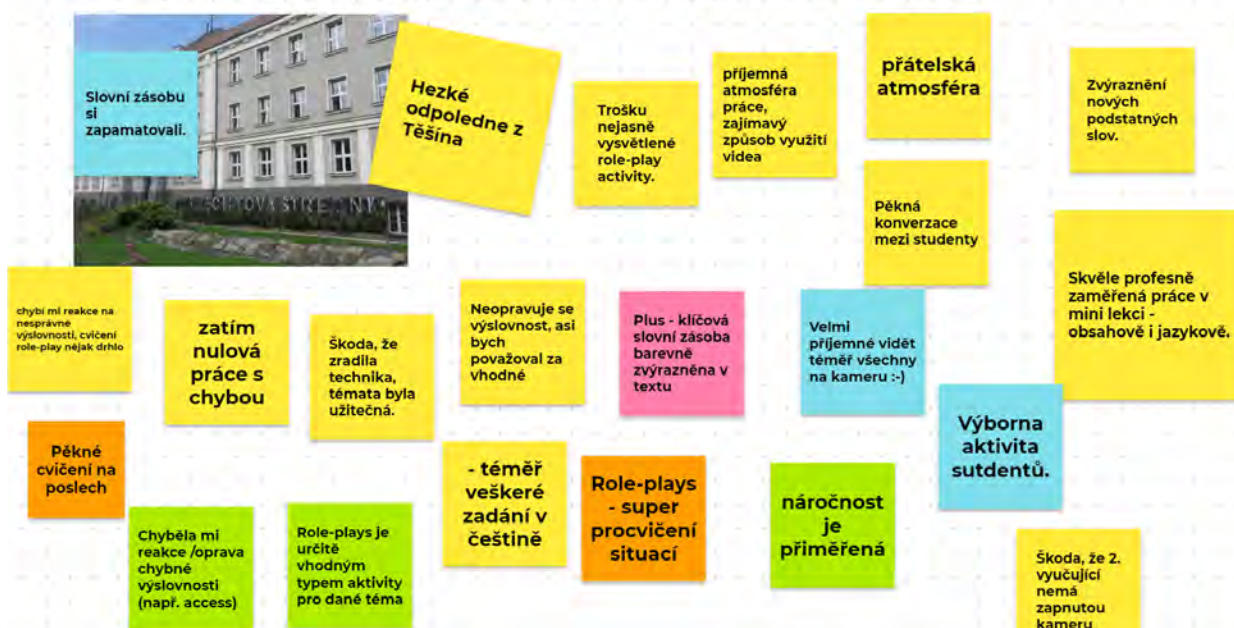 Slovní zásobu
si
zapamatovali.
Hezké
odpoledne z
Těšína
Trošku
nejasně
vysvětlené
role-play
activity.
příjemná
atmosféra
práce,
zajímavý
způsob využití
videa
přátelská
atmosféra
Zvýraznění
nových
podstatných
slov.
Pěkná
konverzace
mezi studenty
Skvěle profesně
zaměřená práce v
mini lekci -
obsahově i jazykově.
chybí mi reakce na
nesprávné
výslovnosti, cvičení
role-play nějak drhlo
zatím
nulová
práce s
chybou
Škoda, že
zradila
technika,
témata byla
užitečná.
Neopravuje se
výslovnost, asi
bych
považoval za
vhodné
Plus - klíčová
slovní zásoba
barevně
zvýrazněna v
textu
Velmi
příjemné vidět
téměř všechny
na kameru :-)
Výborna
aktivita
sutdentů.
Pěkné
cvičení na
poslech
Chyběla mi
reakce /oprava
chybné
výslovnosti
(např. access)
Role-plays je
určitě
vhodným
typem aktivity
pro dané téma
- téměř
veškeré
zadání v
češtině
Role-plays
- super
procvičení
situací
náročnost
je
přiměřená
Škoda, že 2.
vyučující
nemá
zapnutou
kameru